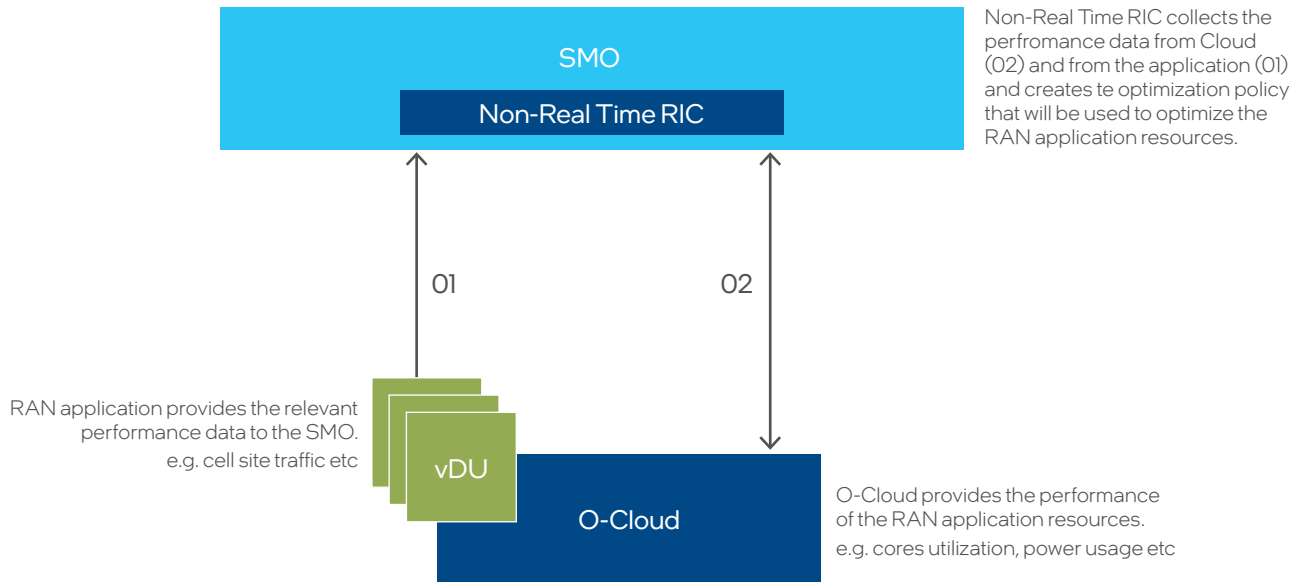 SMO
Non-Real Time RIC
Non-Real Time RIC collects the
perfromance data from Cloud
(02) and from the application (01)
and creates te optimization policy
that will be used to optimize the
RAN application resources.
01
02
RAN application provides the relevant
performance data to the SMO.
e.g. cell site traffic etc
vDU
O-Cloud
O-Cloud provides the performance
of the RAN application resources.
e.g. cores utilization, power usage etc